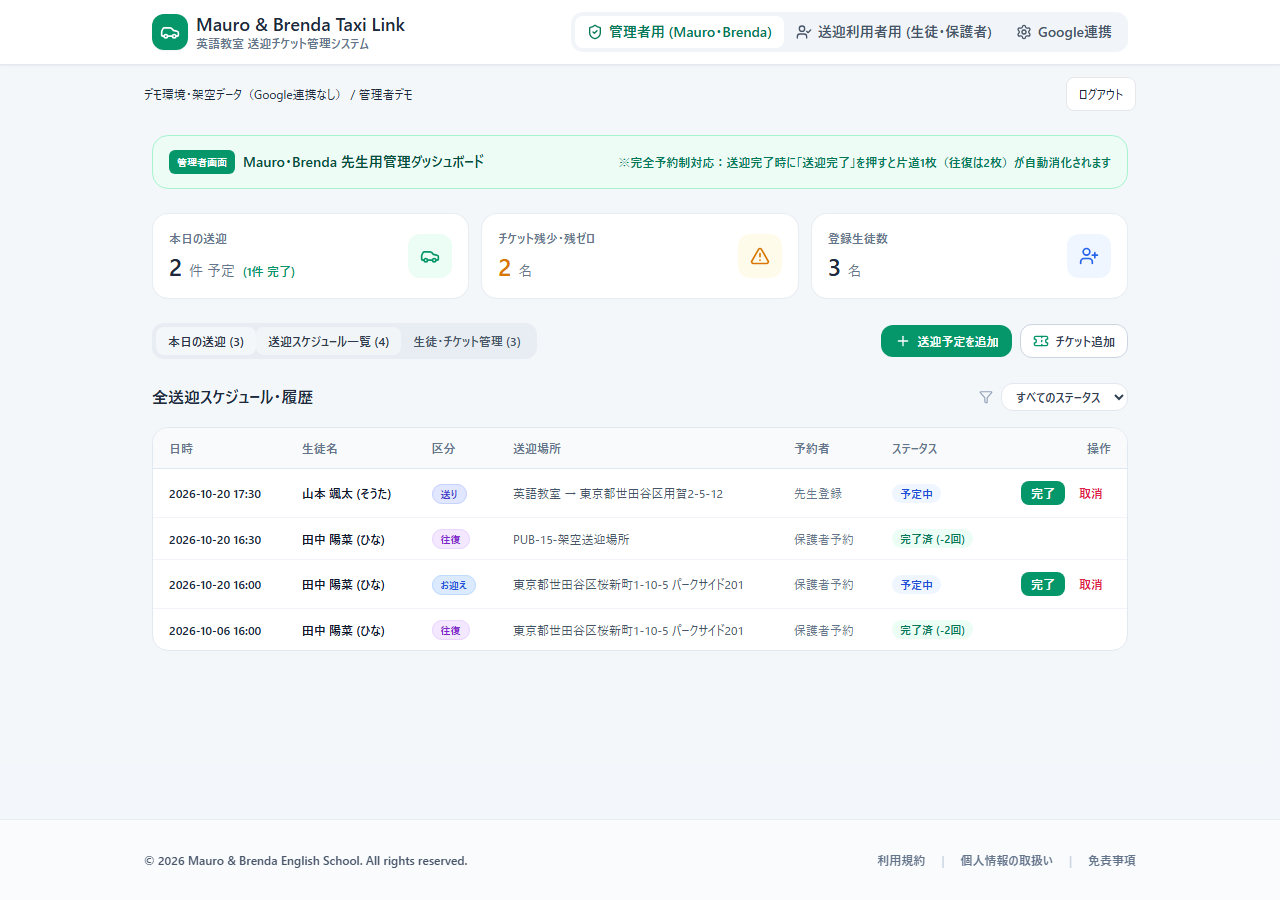 Mauro & Brenda Taxi Link
英語教室 送迎チケット管理システム
管理者用 (Mauro・Brenda)
送迎利用者用 (生徒・保護者)
Google連携
デモ環境・架空データ（Google連携なし） / 管理者デモ
ログアウト
管理者画面
Mauro・Brenda 先生用管理ダッシュボード
※完全予約制対応：送迎完了時に「送迎完了」を押すと片道1枚（往復は2枚）が自動消化されます
本日の送迎
2 件 予定 (1件 完了)
チケット残少・残ゼロ
2 名
登録生徒数
3 名
本日の送迎 (3)
送迎スケジュール一覧 (4)
生徒・チケット管理 (3)
送迎予定を追加
チケット追加
全送迎スケジュール・履歴
すべてのステータス
日時 生徒名 区分 送迎場所 予約者 ステータス 操作
2026-10-20 17:30 山本 颯太 (そうた) 送り 英語教室 → 東京都世田谷区用賀2-5-12 先生登録 予定中 完了 取消
2026-10-20 16:30 田中 陽菜 (ひな) 往復 PUB-15-架空送迎場所 保護者予約 完了済 (-2回)
2026-10-20 16:00 田中 陽菜 (ひな) お迎え 東京都世田谷区桜新町1-10-5 パークサイド201 保護者予約 予定中 完了 取消
2026-10-06 16:00 田中 陽菜 (ひな) 往復 東京都世田谷区桜新町1-10-5 パークサイド201 保護者予約 完了済 (-2回)
© 2026 Mauro & Brenda English School. All rights reserved.
利用規約 | 個人情報の取扱い | 免責事項